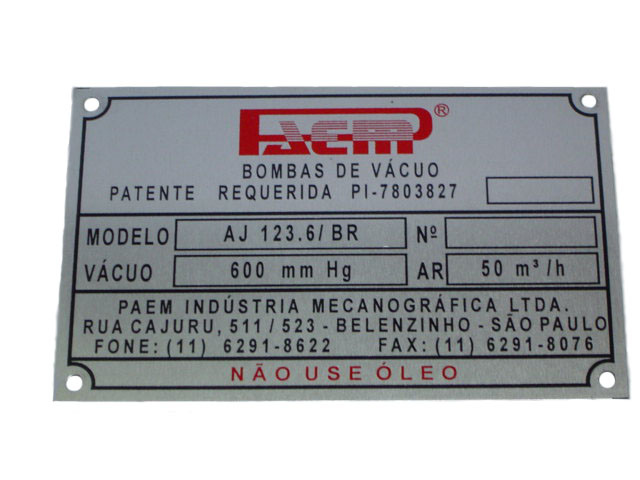 PAEM®
BOMBAS DE VÁCUO
PATENTE REQUERIDA PI-7803827
MODELO AJ 123.6/ BR Nº
VÁCUO 600 mm Hg AR 50 m³/h
PAEM INDÚSTRIA MECANOGRÁFICA LTDA.
RUA CAJURU, 511 / 523 - BELENZINHO - SÃO PAULO
FONE: (11) 6291-8622 FAX: (11) 6291-8076
NÃO USE ÓLEO